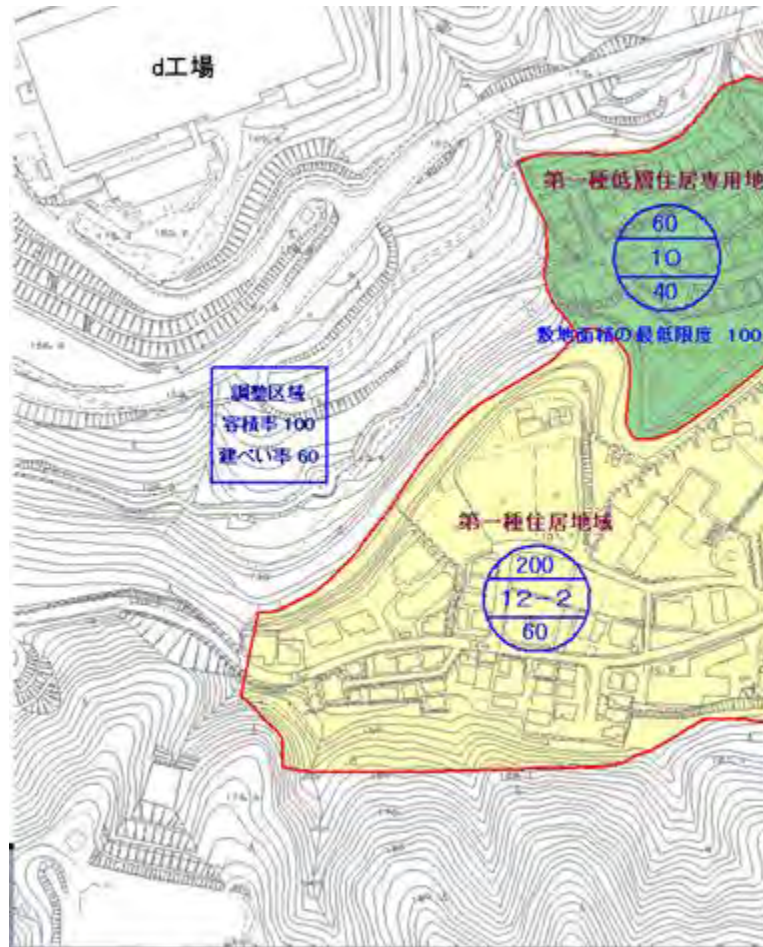 d工場
第一種低層住居専用地
60
10
40
敷地面積の最低限度 100
調整区域
容積率 100
建ぺい率 60
第一種住居地域
200
12-2
60